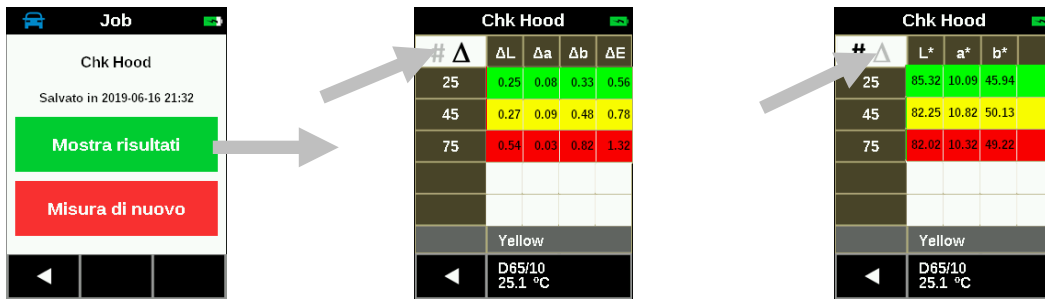 Job
Chk Hood
Salvato in 2019-06-16 21:32
Mostra risultati
Misura di nuovo
Chk Hood
# Δ ΔL Δa Δb ΔE
25 0.25 0.08 0.33 0.56
45 0.27 0.09 0.48 0.78
75 0.54 0.03 0.82 1.32
Yellow
D65/10
25.1 ºC
Chk Hood
# Δ L* a* b*
25 85.32 10.09 45.94
45 82.25 10.82 50.13
75 82.02 10.32 49.22
Yellow
D65/10
25.1 ºC